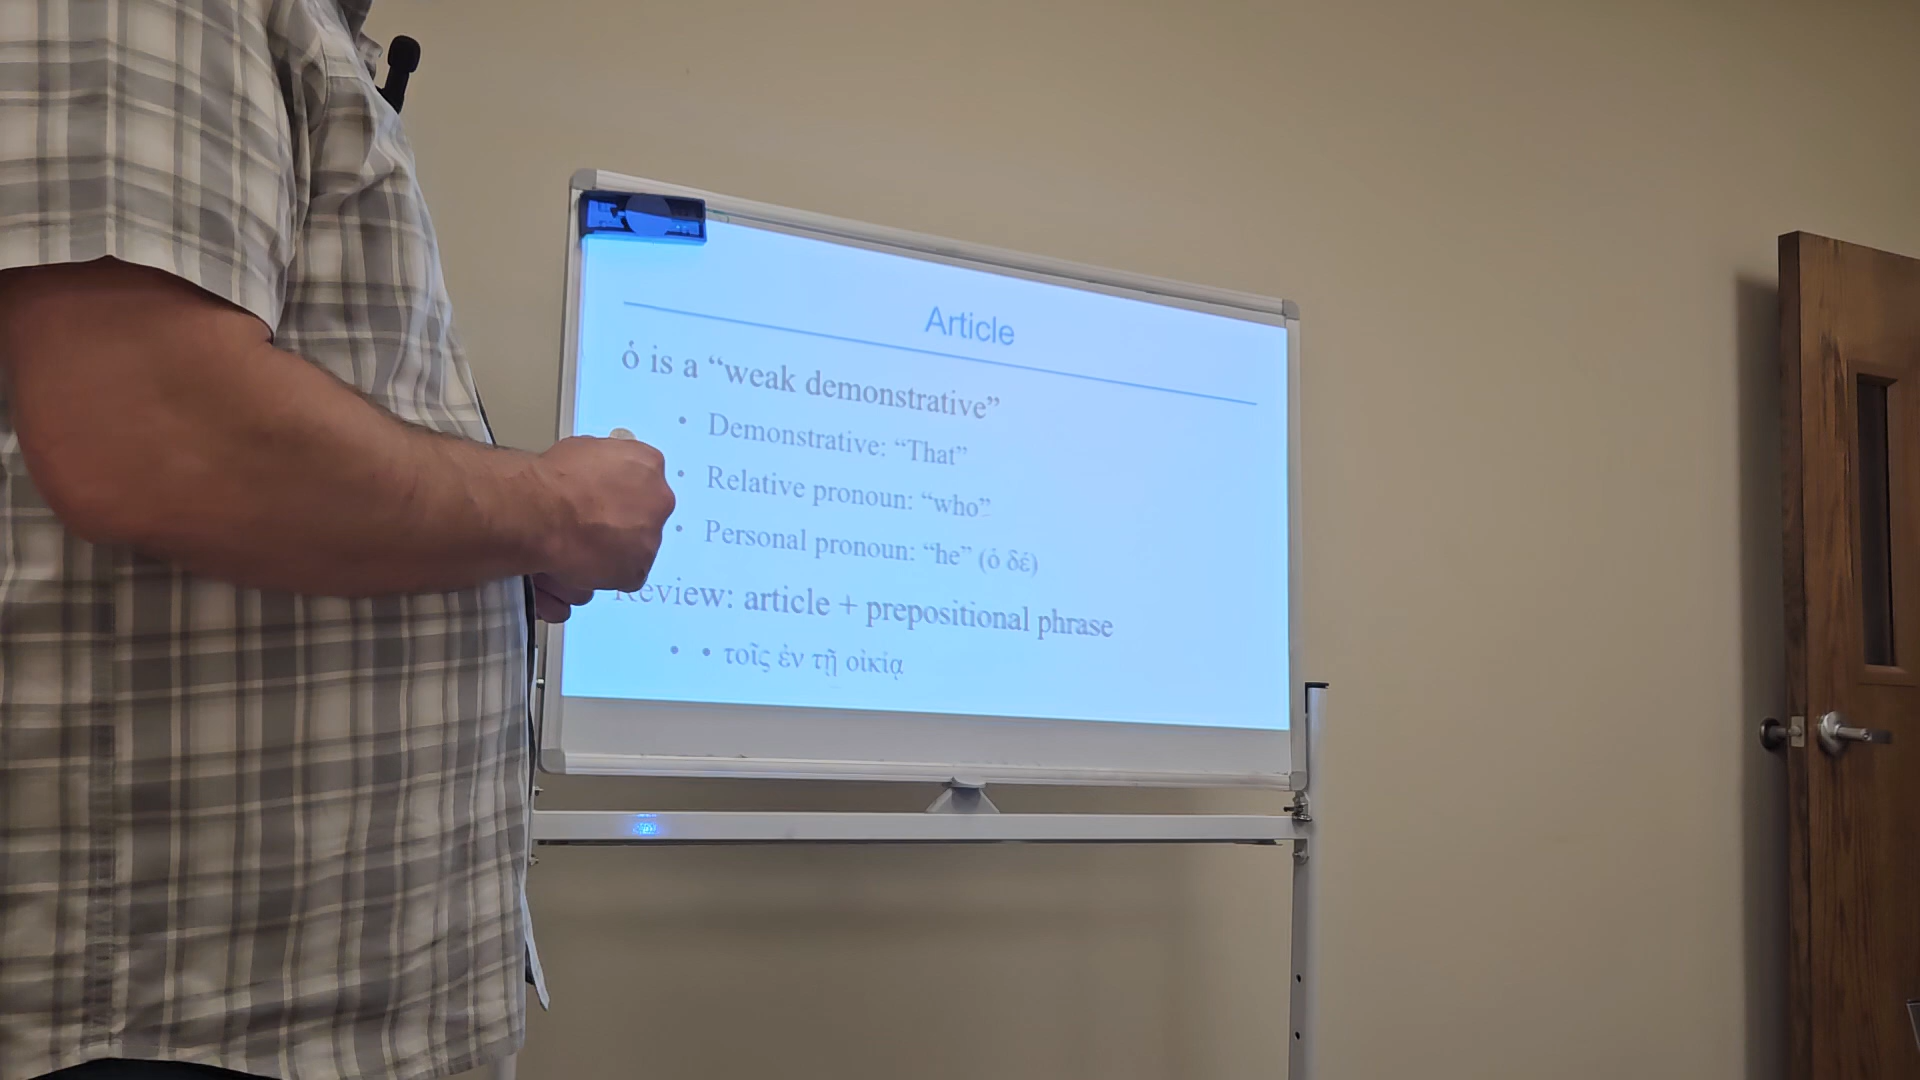 Article
ὁ is a “weak demonstrative”
• Demonstrative: “That”
• Relative pronoun: “who”
• Personal pronoun: “he” (ὁ δέ)
Review: article + prepositional phrase
• • τοῖς ἐν τῇ οἰκίᾳ